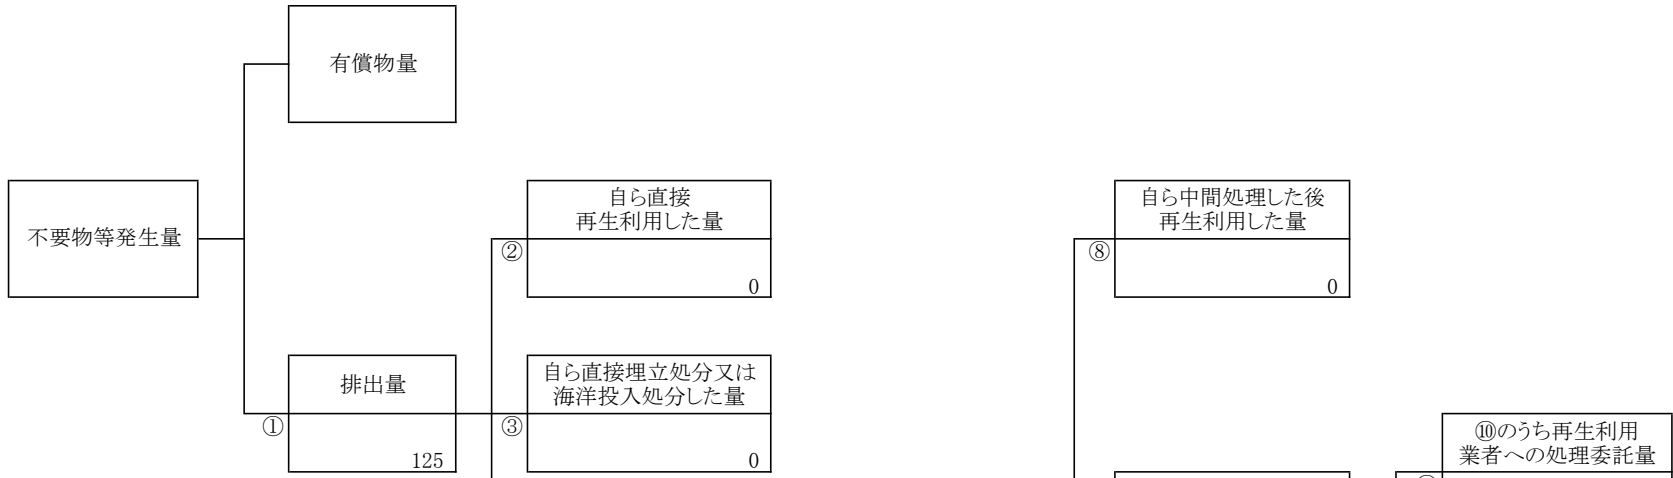 有償物量
不要物等発生量
自ら直接
再生利用した量
②
0
自ら中間処理した後
再生利用した量
⑧
0
排出量
①
125
自ら直接埋立処分又は
海洋投入処分した量
③
0
⑩のうち再生利用
業者への処理委託量